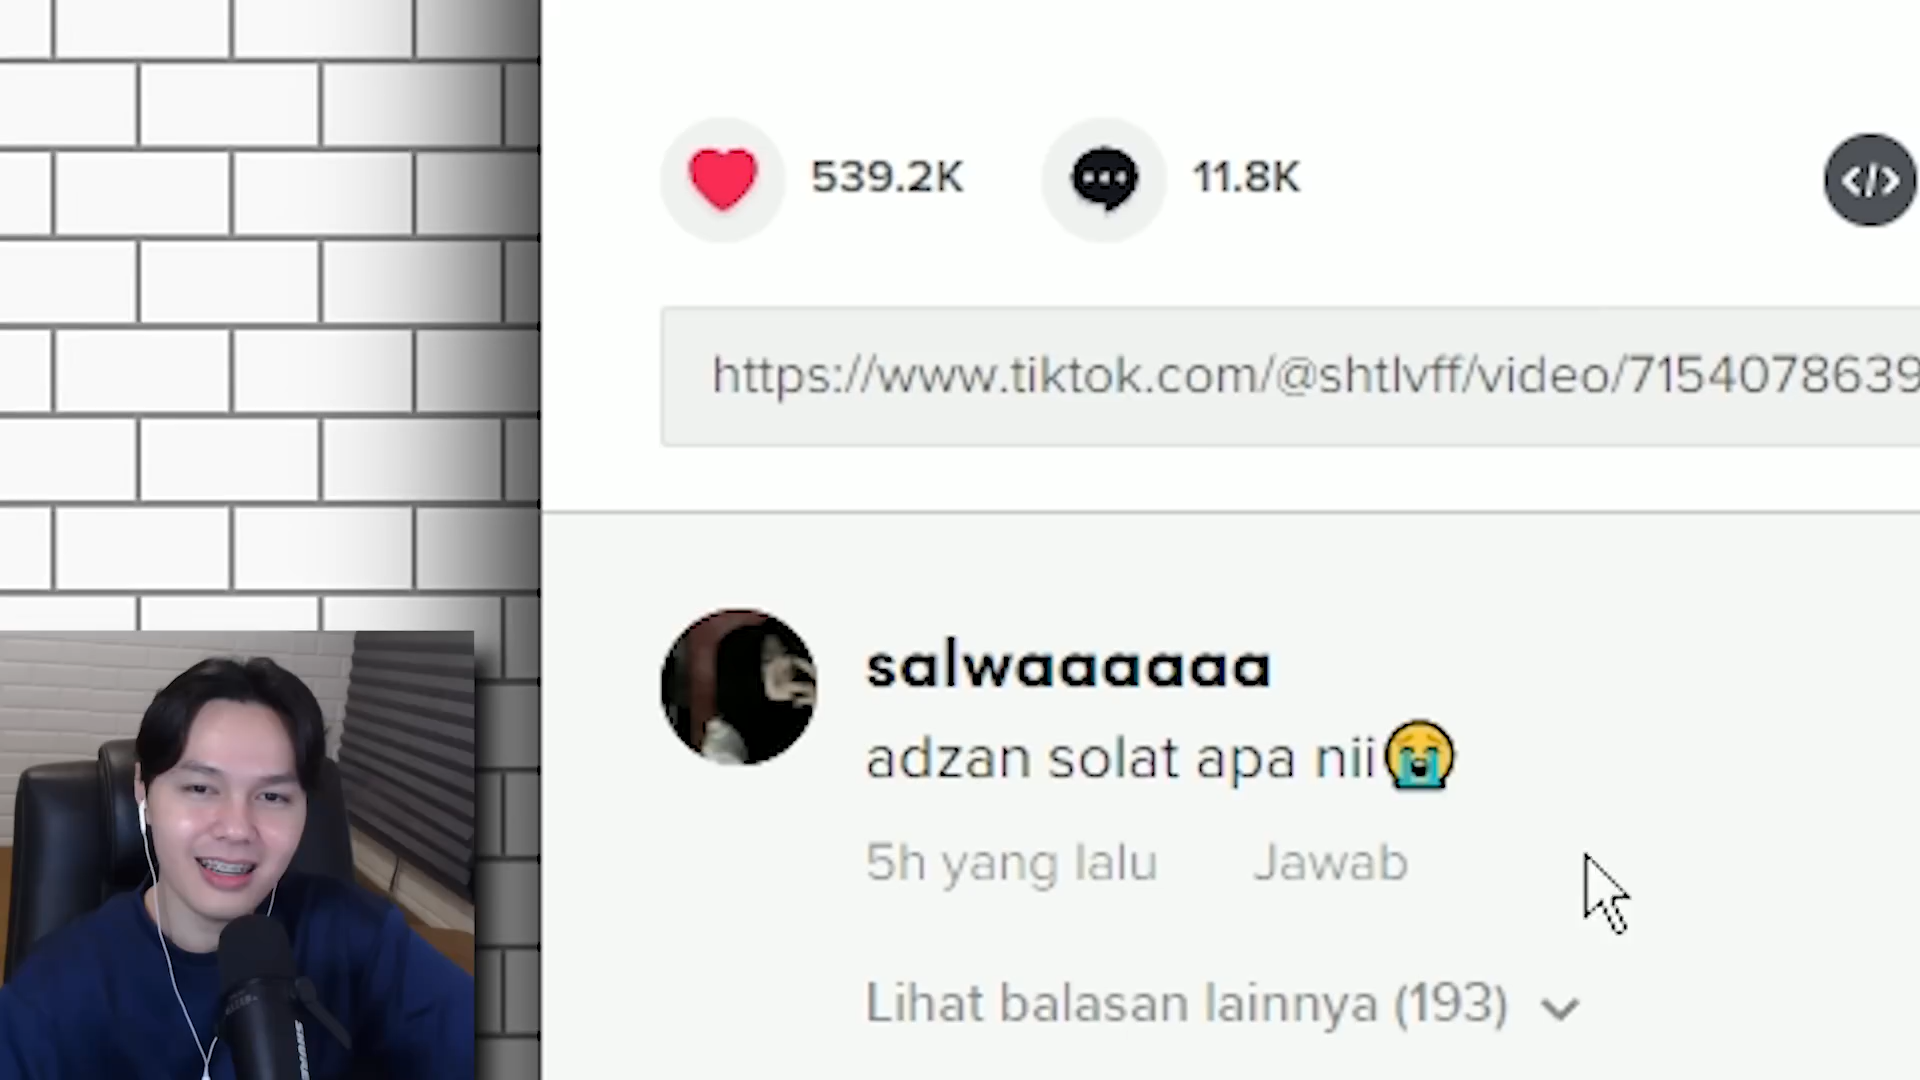 539.2K
11.8K
</>
https://www.tiktok.com/@shtlvff/video/7154078639
salwaaaaaa
adzan solat apa nii😭
5h yang lalu
Jawab
Lihat balasan lainnya (193)
SHURE